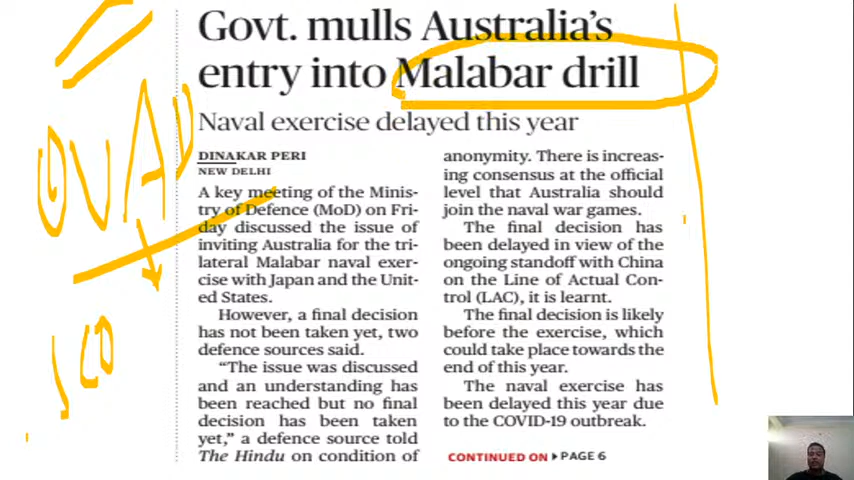 Govt. mulls Australia's
entry into Malabar drill
Naval exercise delayed this year
DINAKAR PERI
NEW DELHI
A key meeting of the Minis-
try of Defence (MoD) on Fri-
day discussed the issue of
inviting Australia for the tri-
lateral Malabar naval exer-
cise with Japan and the Unit-
ed States.
However, a final decision
has not been taken yet, two
defence sources said.
"The issue was discussed
and an understanding has
been reached but no final
decision has been taken
yet," a defence source told
The Hindu on condition of
anonymity. There is increas-
ing consensus at the official
level that Australia should
join the naval war games.
The final decision has
been delayed in view of the
ongoing standoff with China
on the Line of Actual Con-
trol (LAC), it is learnt.
The final decision is likely
before the exercise, which
could take place towards the
end of this year.
The naval exercise has
been delayed this year due
to the COVID-19 outbreak.
CONTINUED ON PAGE 6
QUAD